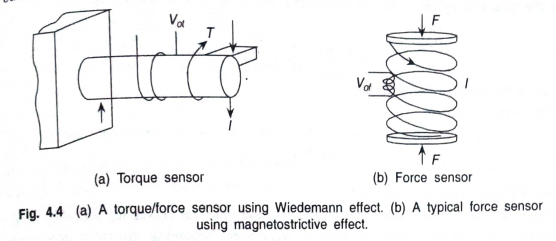 V_ot
T
I
(a) Torque sensor
F
V_ot
I
F
(b) Force sensor
Fig. 4.4 (a) A torque/force sensor using Wiedemann effect. (b) A typical force sensor
using magnetostrictive effect.